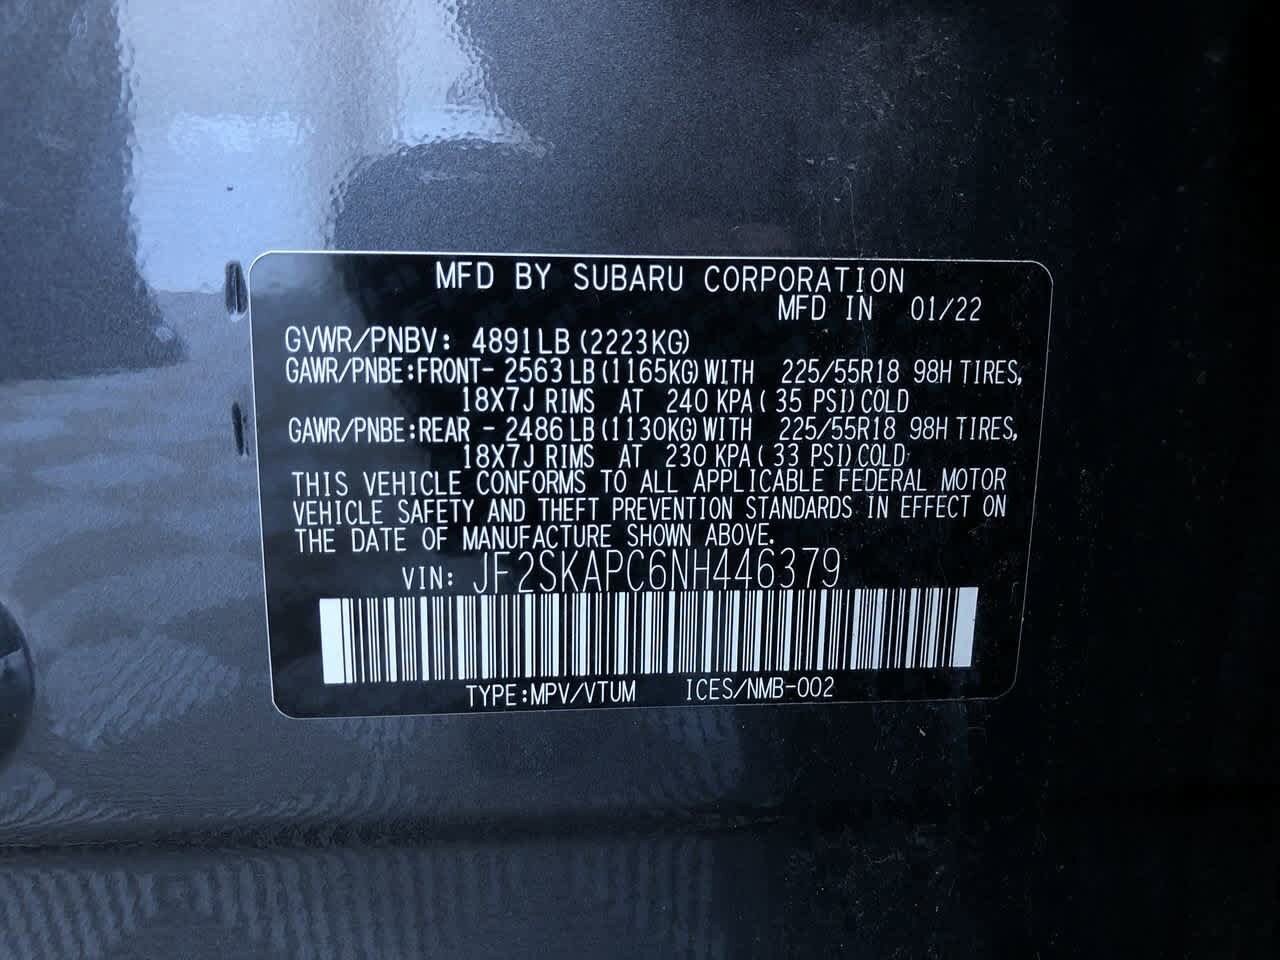 MFD BY SUBARU CORPORATION
MFD IN 01/22
GVWR/PNBV: 4891LB (2223KG)
GAWR/PNBE:FRONT- 2563 LB (1165KG) WITH 225/55R18 98H TIRES,
18X7J RIMS AT 240 KPA ( 35 PSI) COLD
GAWR/PNBE:REAR - 2486 LB (1130KG) WITH 225/55R18 98H TIRES,
18X7J RIMS AT 230 KPA ( 33 PSI) COLD
THIS VEHICLE CONFORMS TO ALL APPLICABLE FEDERAL MOTOR
VEHICLE SAFETY AND THEFT PREVENTION STANDARDS IN EFFECT ON
THE DATE OF MANUFACTURE SHOWN ABOVE.
VIN: JF2SKAPC6NH446379
TYPE:MPV/VTUM ICES/NMB-002